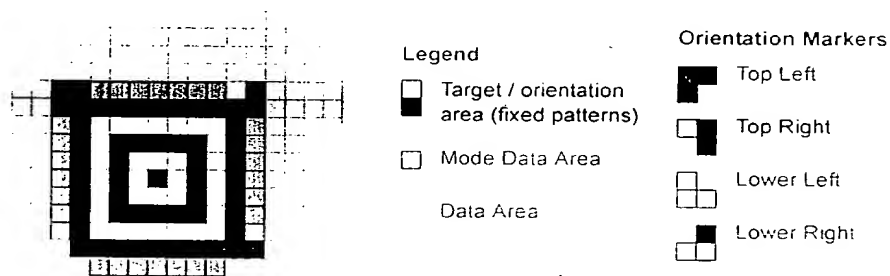 Legend
Target / orientation
area (fixed patterns)
Mode Data Area
Data Area
Orientation Markers
Top Left
Top Right
Lower Left
Lower Right